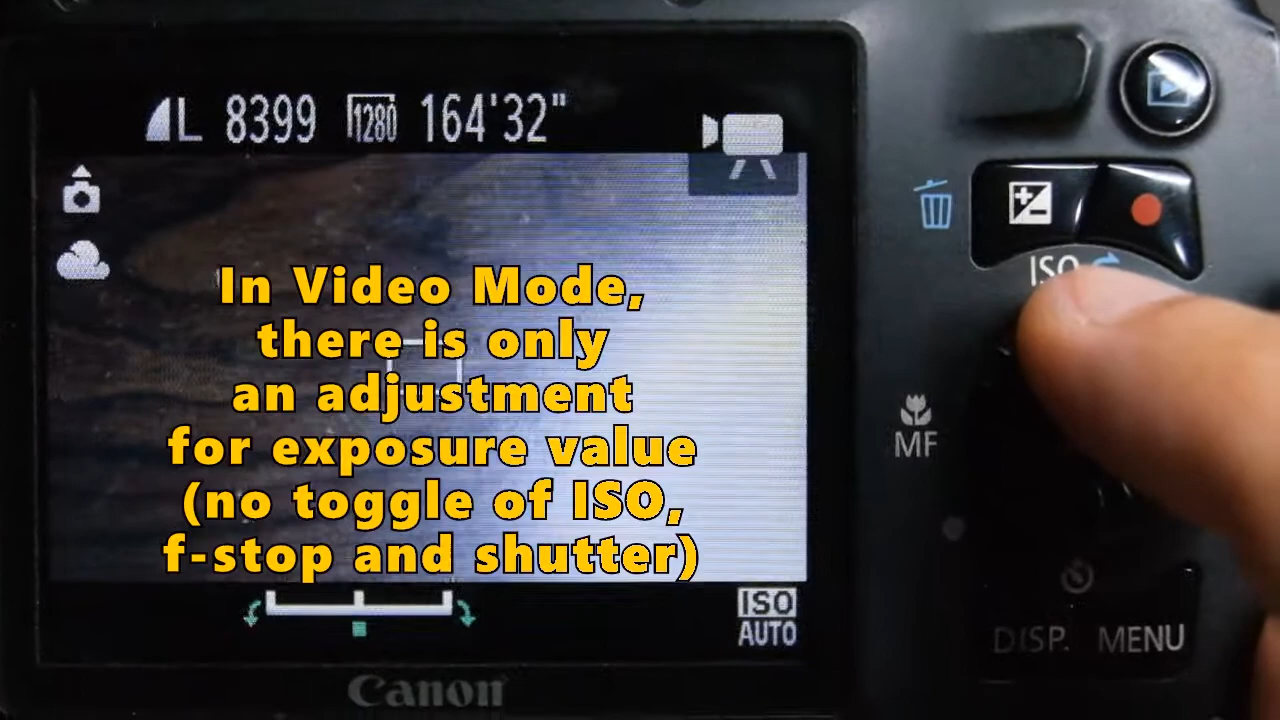 L 8399 1280 164'32"
In Video Mode,
there is only
an adjustment
for exposure value
(no toggle of ISO,
f-stop and shutter)
ISO
AUTO
Canon
ISO
MF
DISP. MENU